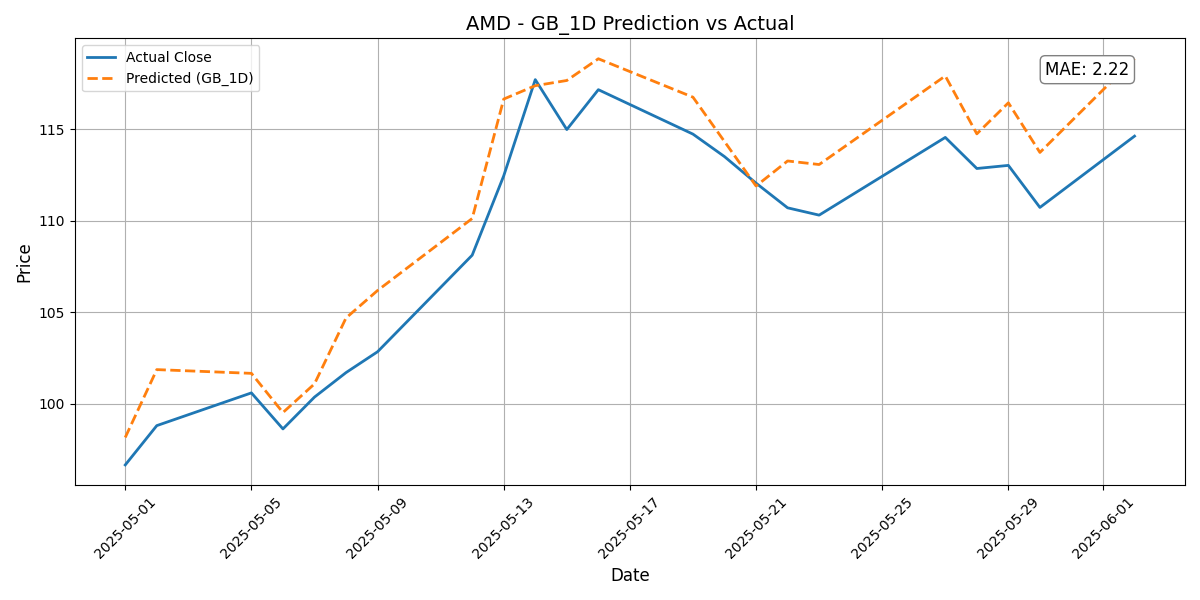 AMD - GB_1D Prediction vs Actual
Actual Close
Predicted (GB_1D)
MAE: 2.22
115
110
105
100
Price
2025-05-01
2025-05-05
2025-05-09
2025-05-13
2025-05-17
2025-05-21
2025-05-25
2025-05-29
2025-06-01
Date